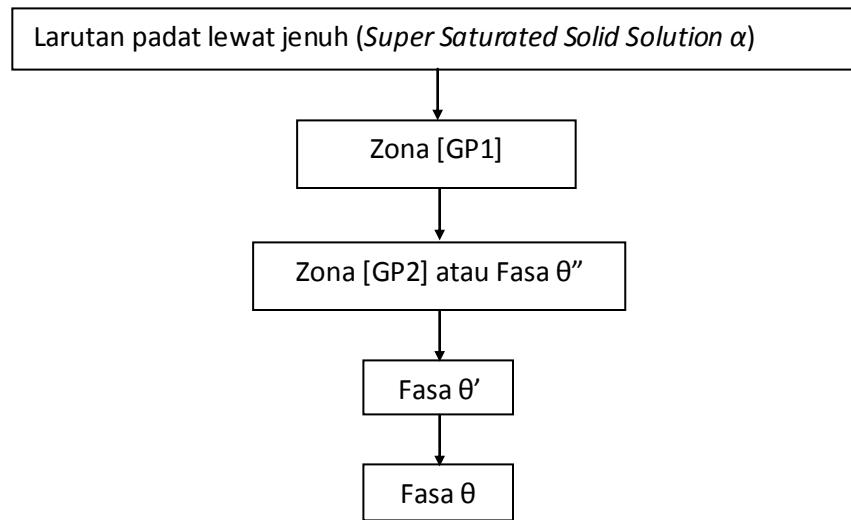 Larutan padat lewat jenuh (Super Saturated Solid Solution α)
Zona [GP1]
Zona [GP2] atau Fasa θ”
Fasa θ’
Fasa θ